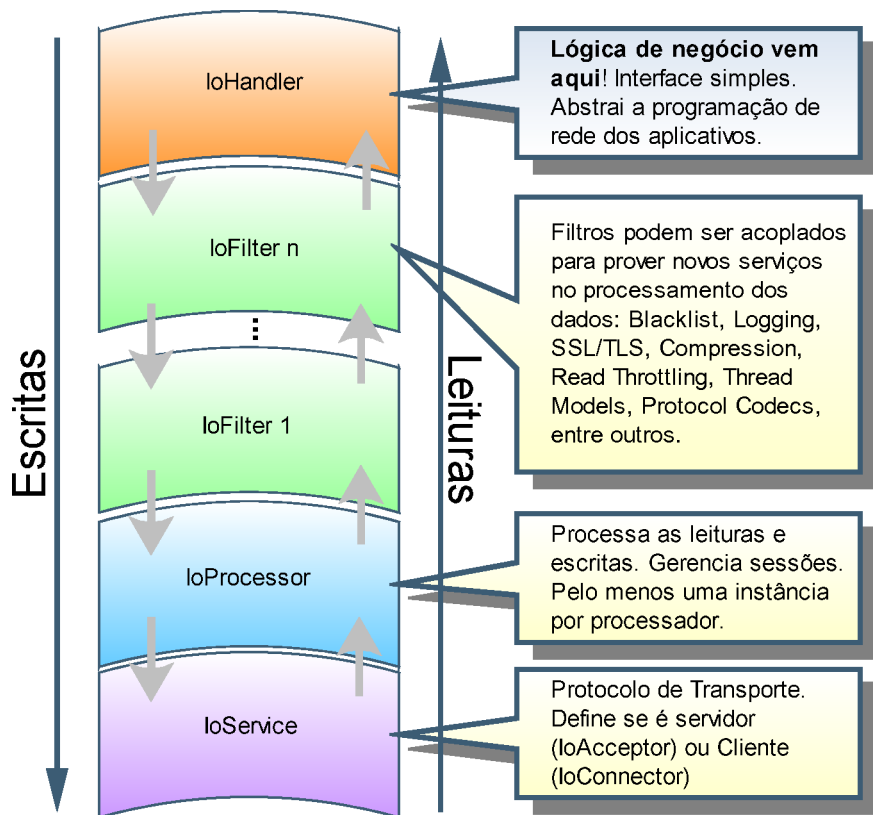 IoHandler
Lógica de negócio vem
aqui! Interface simples.
Abstrai a programação de
rede dos aplicativos.
IoFilter n
Filtros podem ser acoplados
para prover novos serviços
no processamento dos
dados: Blacklist, Logging,
SSL/TLS, Compression,
Read Throttling, Thread
Models, Protocol Codecs,
entre outros.
...
Escritas
Leituras
IoFilter 1
IoProcessor
Processa as leituras e
escritas. Gerencia sessões.
Pelo menos uma instância
por processador.
IoService
Protocolo de Transporte.
Define se é servidor
(IoAcceptor) ou Cliente
(IoConnector)